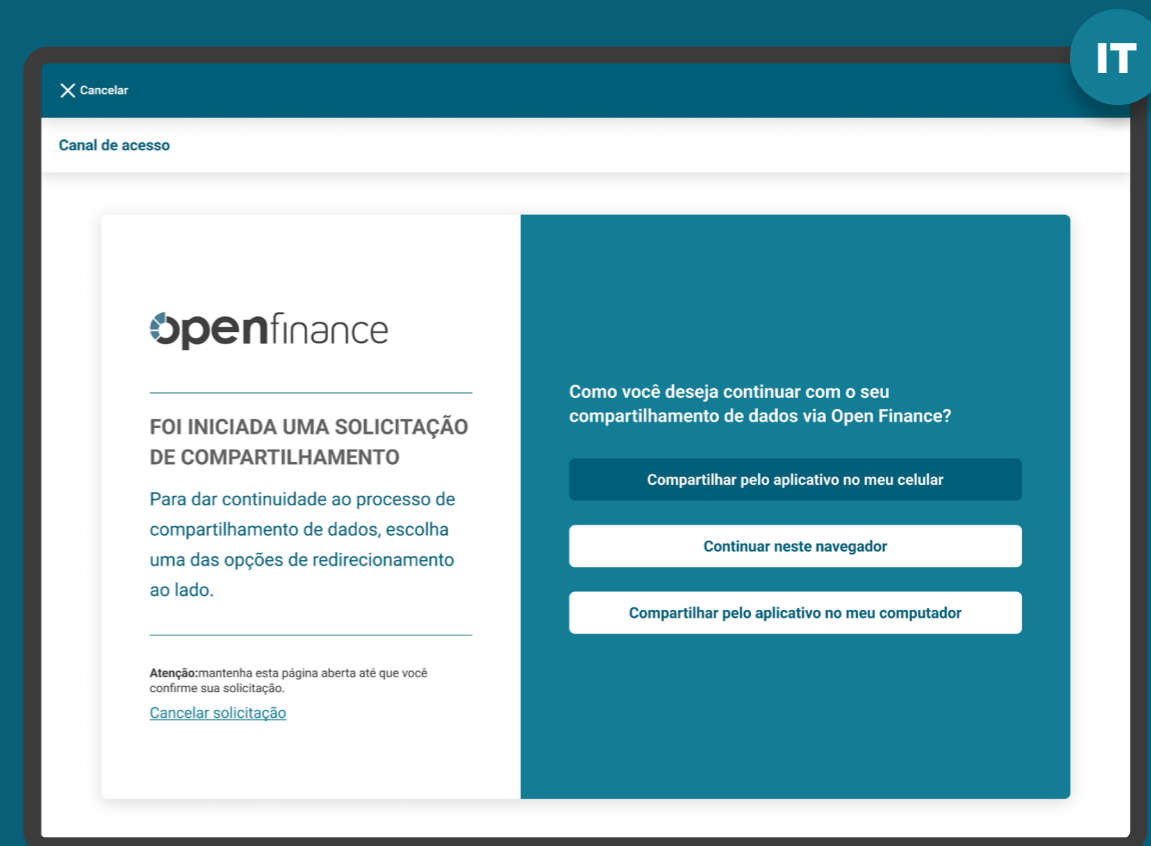 IT
Cancelar
Canal de acesso
openfinance
FOI INICIADA UMA SOLICITAÇÃO
DE COMPARTILHAMENTO
Para dar continuidade ao processo de
compartilhamento de dados, escolha
uma das opções de redirecionamento
ao lado.
Atenção:mantenha esta página aberta até que você
confirme sua solicitação.
Cancelar solicitação
Como você deseja continuar com o seu
compartilhamento de dados via Open Finance?
Compartilhar pelo aplicativo no meu celular
Continuar neste navegador
Compartilhar pelo aplicativo no meu computador